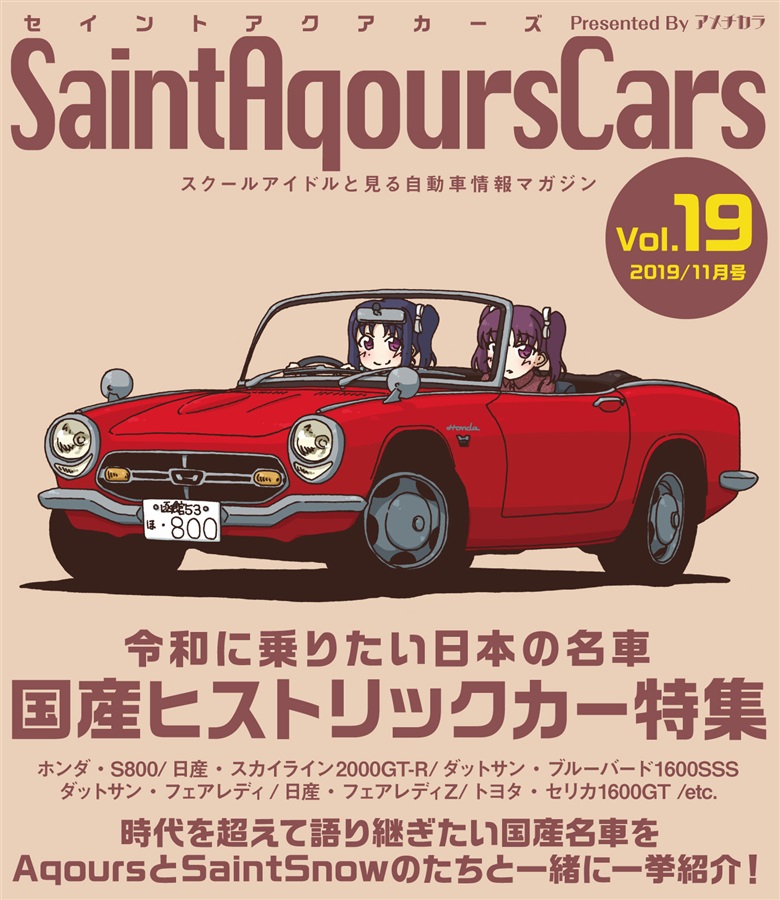 セイントアクアカーズ Presented By アメチカラ
SaintAqoursCars
スクールアイドルと見る自動車情報マガジン
Vol.19
2019/11月号
Honda
函館53
ほ・800
令和に乗りたい日本の名車
国産ヒストリックカー特集
ホンダ・S800/日産・スカイライン2000GT-R/ダットサン・ブルーバード1600SSS
ダットサン・フェアレディ/日産・フェアレディZ/トヨタ・セリカ1600GT /etc.
時代を超えて語り継ぎたい国産名車を
AqoursとSaintSnowのたちと一緒に一挙紹介！